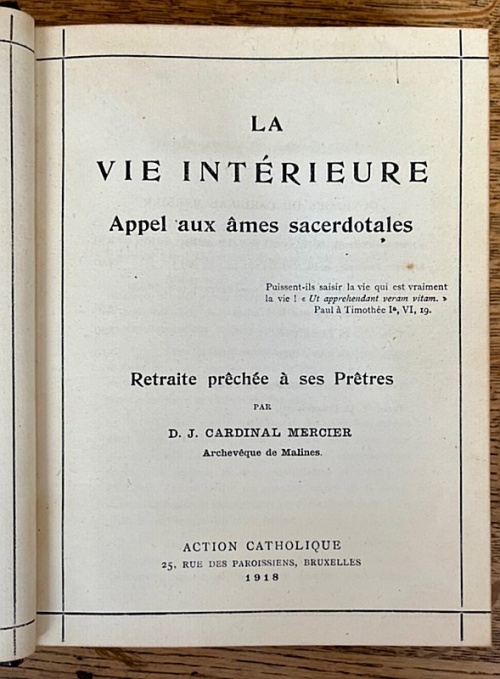 LA
VIE INTÉRIEURE
Appel aux âmes sacerdotales
Puissent-ils saisir la vie qui est vraiment
la vie ! « Ut apprehendant veram vitam. »
Paul à Timothée Iª, VI, 19.
Retraite prêchée à ses Prêtres
PAR
D. J. CARDINAL MERCIER
Archevêque de Malines.
ACTION CATHOLIQUE
25, RUE DES PAROISSIENS, BRUXELLES
1918